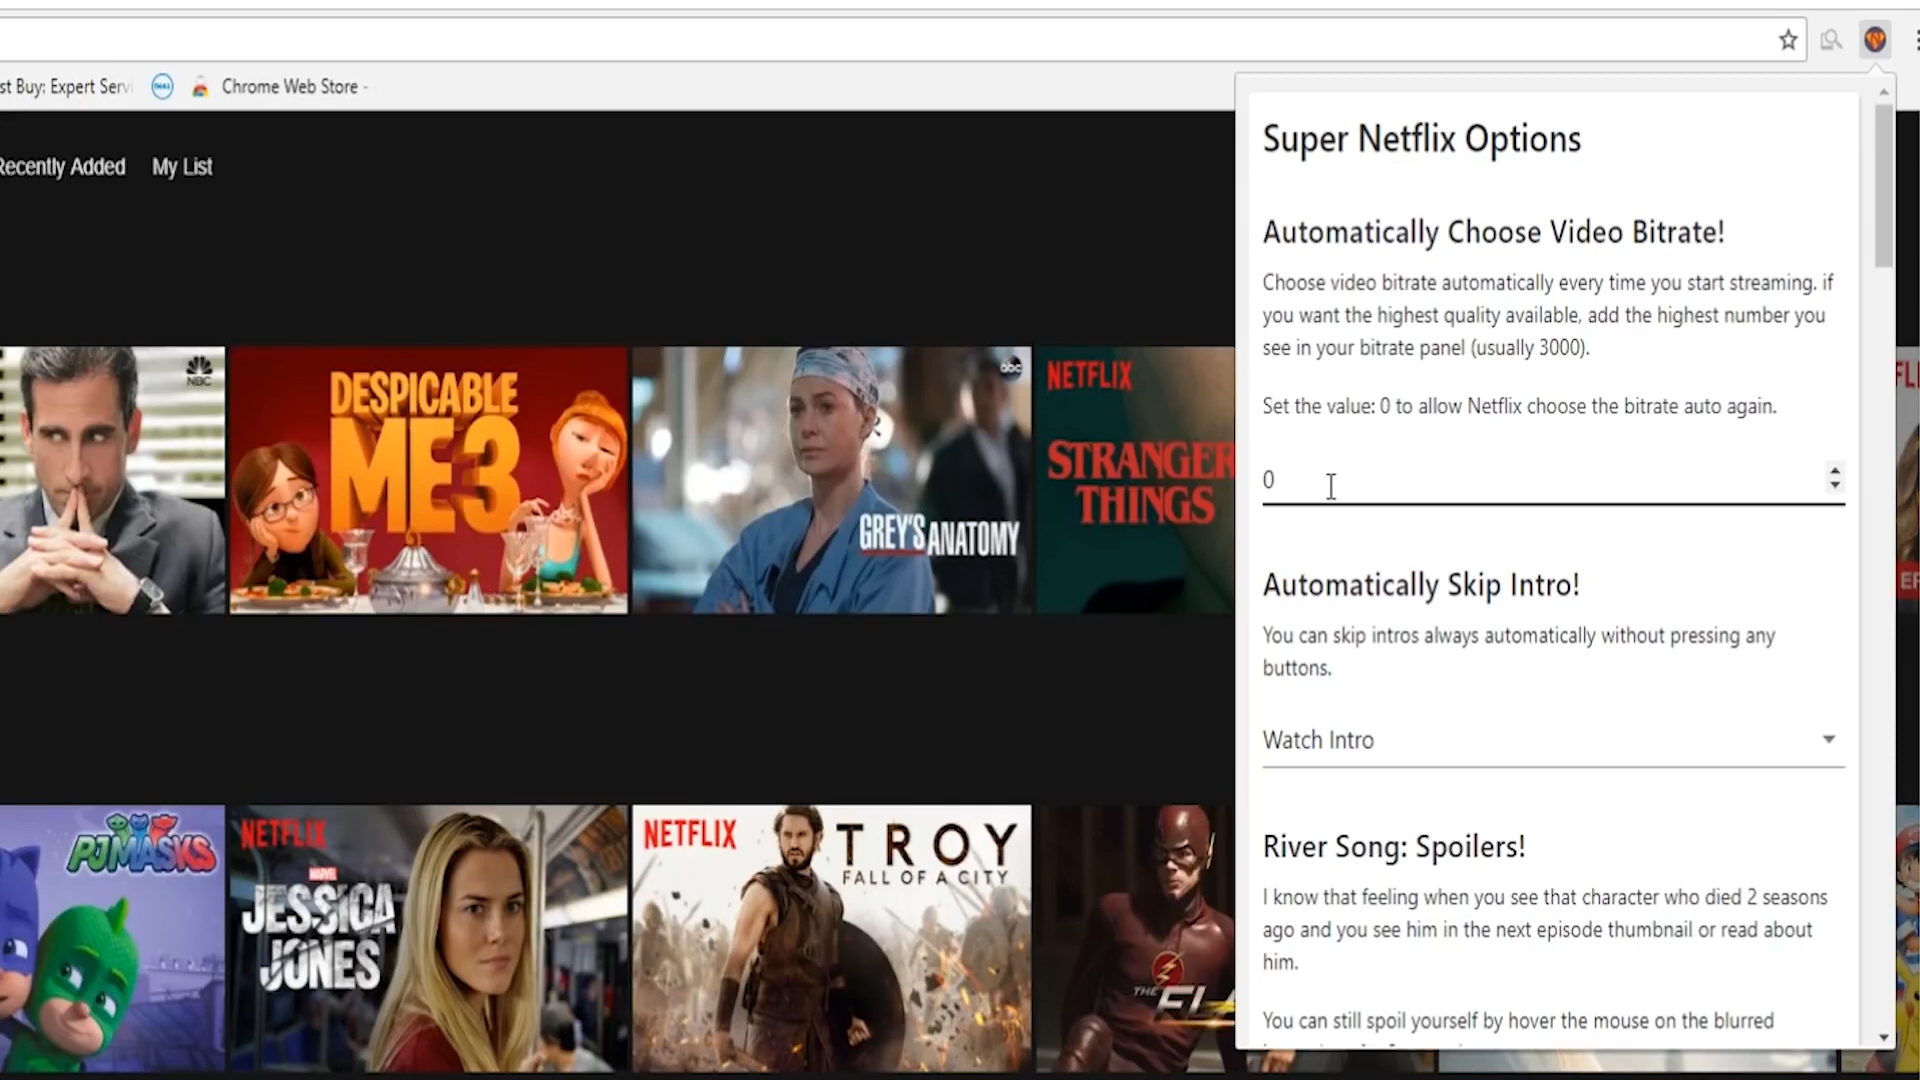 st Buy: Expert Serv
DELL
Chrome Web Store -
Recently Added
My List
NBC
DESPICABLE
ME3
abc
GREY'S ANATOMY
NETFLIX
STRANGER
THINGS
PJMASKS
NETFLIX
MARVEL
JESSICA
JONES
NETFLIX
TROY
FALL OF A CITY
THE
FLA
Super Netflix Options
Automatically Choose Video Bitrate!
Choose video bitrate automatically every time you start streaming. if
you want the highest quality available, add the highest number you
see in your bitrate panel (usually 3000).
Set the value: 0 to allow Netflix choose the bitrate auto again.
0
Automatically Skip Intro!
You can skip intros always automatically without pressing any
buttons.
Watch Intro
River Song: Spoilers!
I know that feeling when you see that character who died 2 seasons
ago and you see him in the next episode thumbnail or read about
him.
You can still spoil yourself by hover the mouse on the blurred
FLI
EP